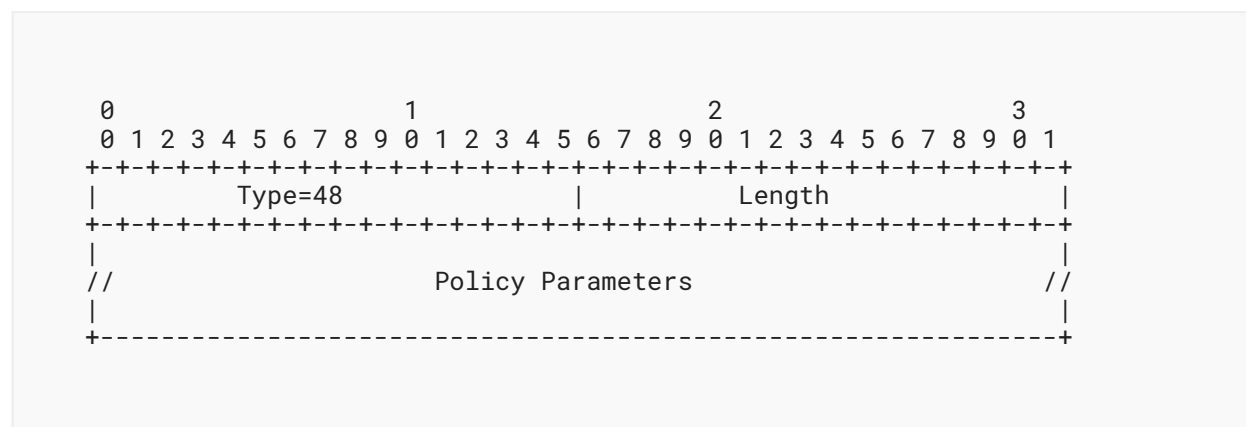 0                   1                   2                   3
 0 1 2 3 4 5 6 7 8 9 0 1 2 3 4 5 6 7 8 9 0 1 2 3 4 5 6 7 8 9 0 1
+-+-+-+-+-+-+-+-+-+-+-+-+-+-+-+-+-+-+-+-+-+-+-+-+-+-+-+-+-+-+-+-+
|         Type=48               |          Length               |
+-+-+-+-+-+-+-+-+-+-+-+-+-+-+-+-+-+-+-+-+-+-+-+-+-+-+-+-+-+-+-+-+
|                                                               |
//                     Policy Parameters                       //
|                                                               |
+---------------------------------------------------------------+